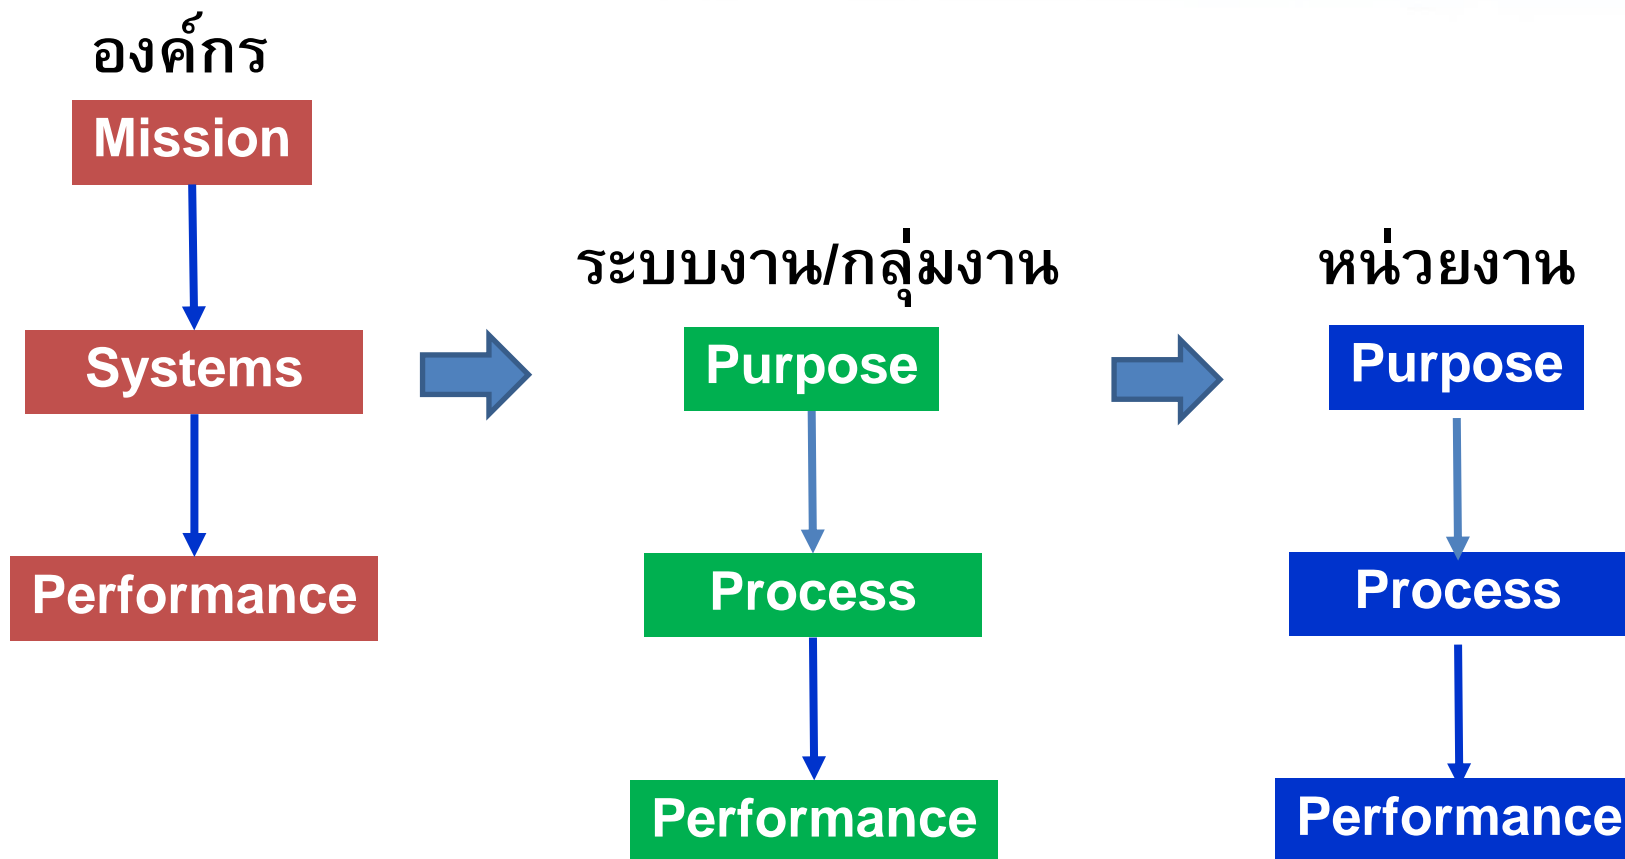 องค์กร
Mission
Systems
Performance
ระบบงาน/กลุ่มงาน
Purpose
Process
Performance
หน่วยงาน
Purpose
Process
Performance